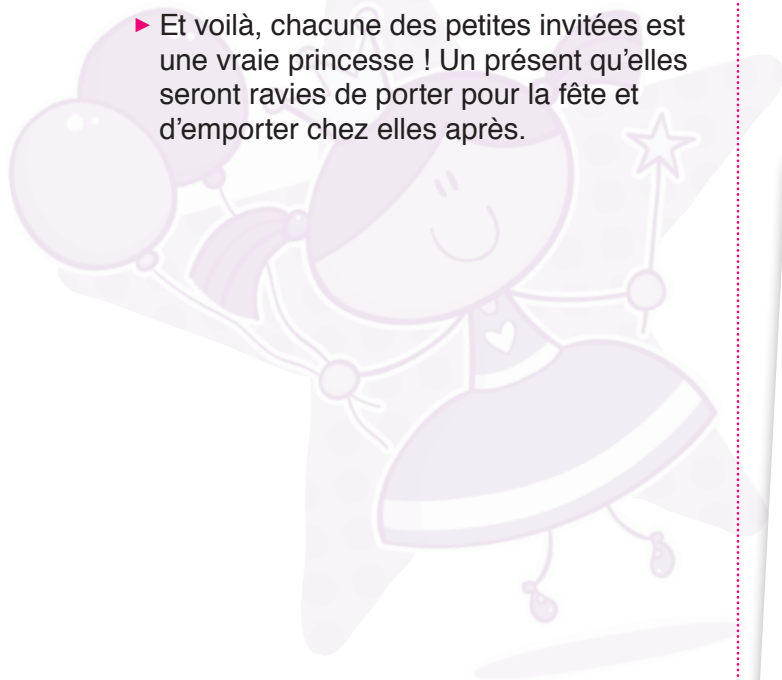 ► Et voilà, chacune des petites invitées est
une vraie princesse ! Un présent qu’elles
seront ravies de porter pour la fête et
d’emporter chez elles après.